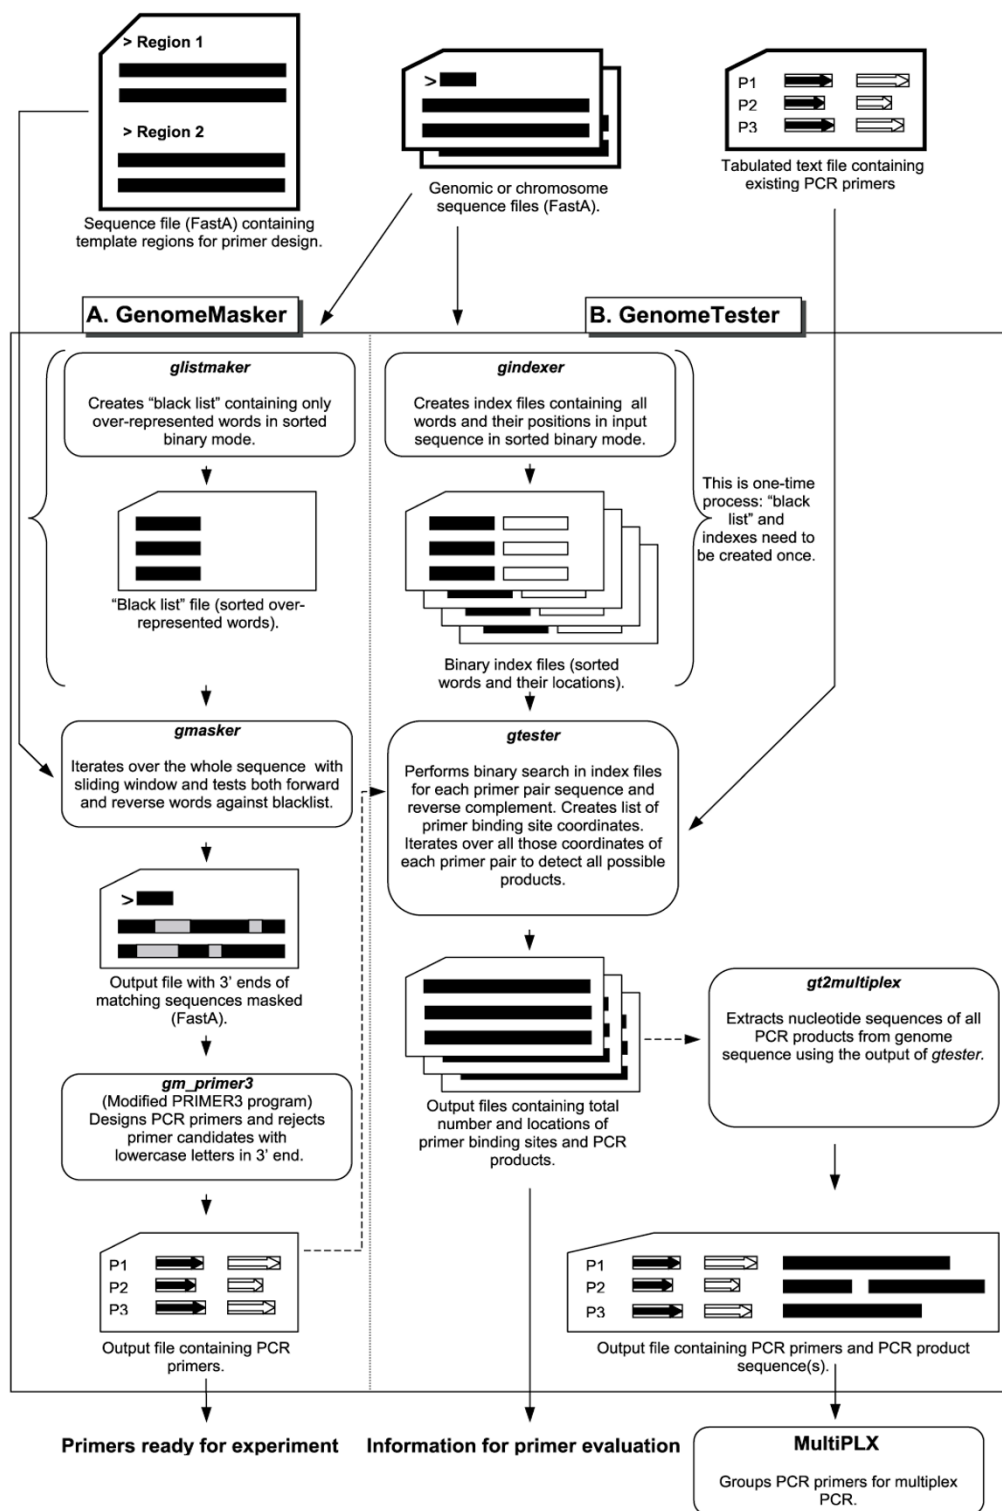 > Region 1
> Region 2
Sequence file (FastA) containing
template regions for primer design.
>
Genomic or chromosome
sequence files (FastA).
P1
P2
P3
Tabulated text file containing
existing PCR primers
A. GenomeMasker
B. GenomeTester
glistmaker
Creates “black list” containing only
over-represented words in sorted
binary mode.
“Black list” file (sorted over-
represented words).
gmasker
Iterates over the whole sequence with
sliding window and tests both forward
and reverse words against blacklist.
>
Output file with 3’ ends of
matching sequences masked
(FastA).
gm_primer3
(Modified PRIMER3 program)
Designs PCR primers and rejects
primer candidates with
lowercase letters in 3’ end.
P1
P2
P3
Output file containing PCR
primers.
Primers ready for experiment
gindexer
Creates index files containing all
words and their positions in input
sequence in sorted binary mode.
This is one-time
process: “black
list” and
indexes need to
be created once.
Binary index files (sorted
words and their locations).
gtester
Performs binary search in index files
for each primer pair sequence and
reverse complement. Creates list of
primer binding site coordinates.
Iterates over all those coordinates of
each primer pair to detect all possible
products.
Output files containing total
number and locations of
primer binding sites and PCR
products.
Information for primer evaluation
gt2multiplex
Extracts nucleotide sequences of all
PCR products from genome
sequence using the output of gtester.
P1
P2
P3
Output file containing PCR primers and PCR product
sequence(s).
MultiPLX
Groups PCR primers for multiplex
PCR.